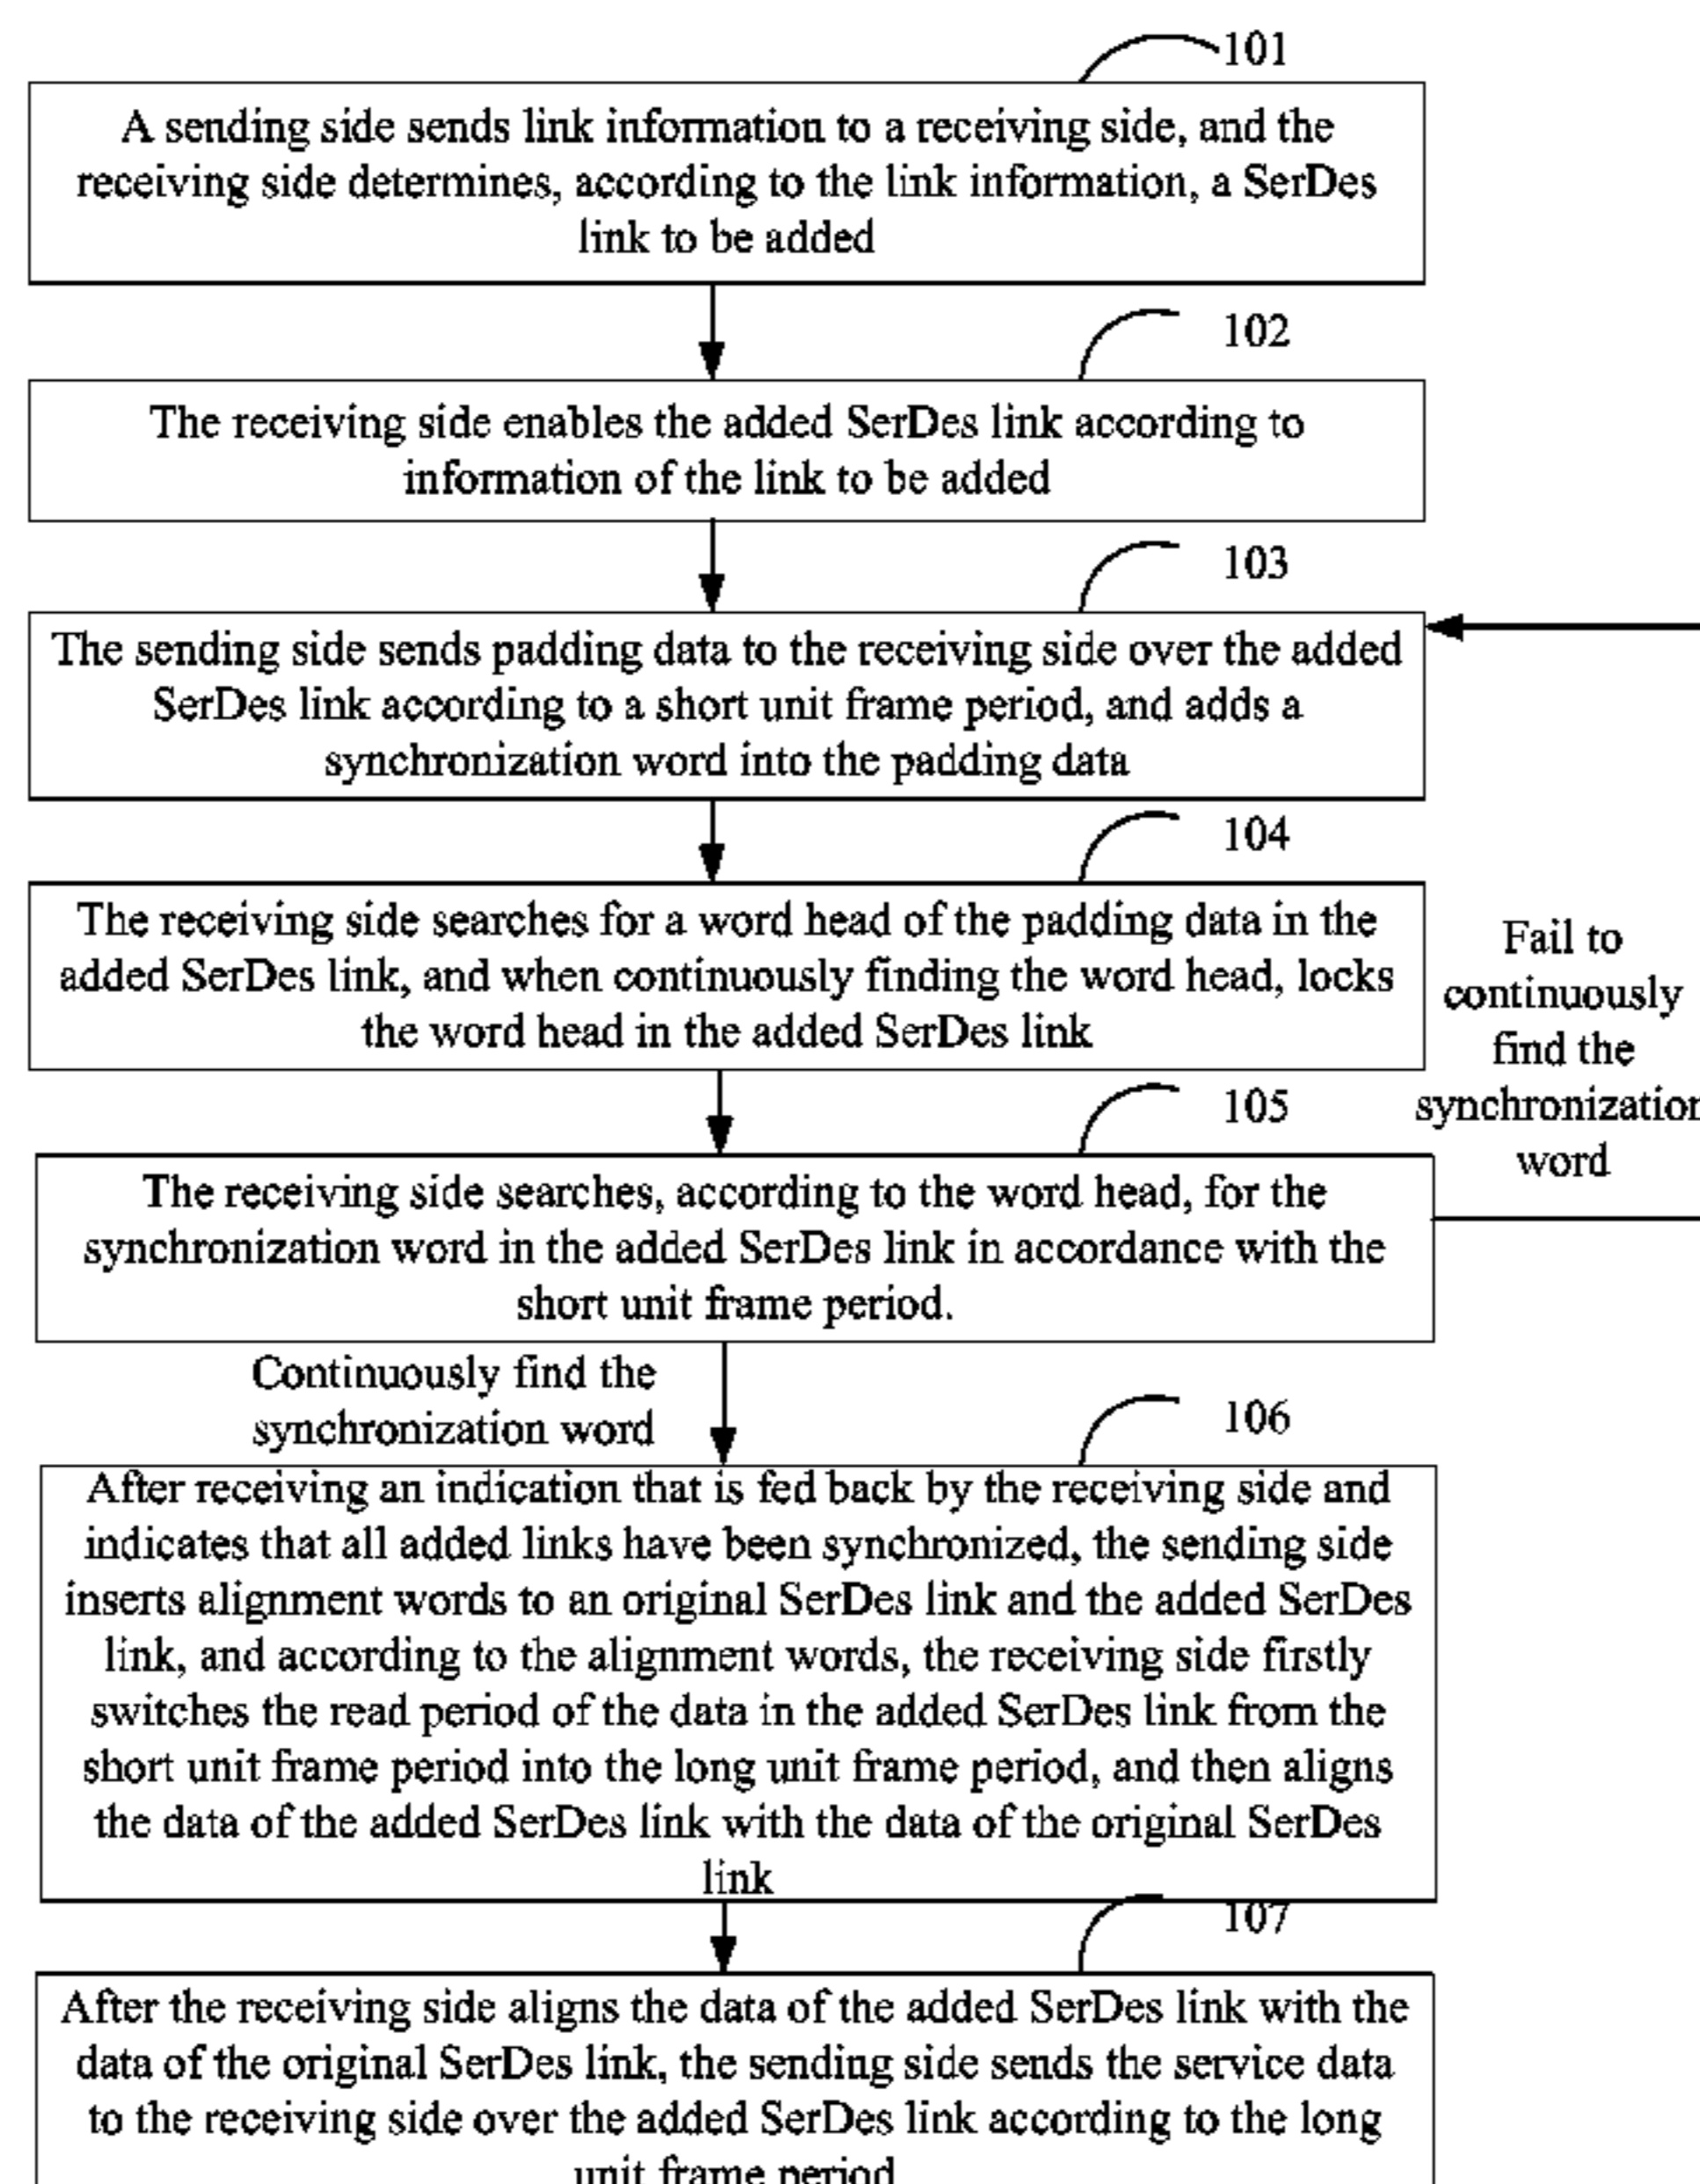 101
A sending side sends link information to a receiving side, and the
receiving side determines, according to the link information, a SerDes
link to be added
102
The receiving side enables the added SerDes link according to
information of the link to be added
103
The sending side sends padding data to the receiving side over the added
SerDes link according to a short unit frame period, and adds a
synchronization word into the padding data
104
The receiving side searches for a word head of the padding data in the
added SerDes link, and when continuously finding the word head, locks
the word head in the added SerDes link
Fail to
continuously
find the
synchronization
word
105
The receiving side searches, according to the word head, for the
synchronization word in the added SerDes link in accordance with the
short unit frame period.
Continuously find the
synchronization word
106
After receiving an indication that is fed back by the receiving side and
indicates that all added links have been synchronized, the sending side
inserts alignment words to an original SerDes link and the added SerDes
link, and according to the alignment words, the receiving side firstly
switches the read period of the data in the added SerDes link from the
short unit frame period into the long unit frame period, and then aligns
the data of the added SerDes link with the data of the original SerDes
link
107
After the receiving side aligns the data of the added SerDes link with the
data of the original SerDes link, the sending side sends the service data
to the receiving side over the added SerDes link according to the long
unit frame period